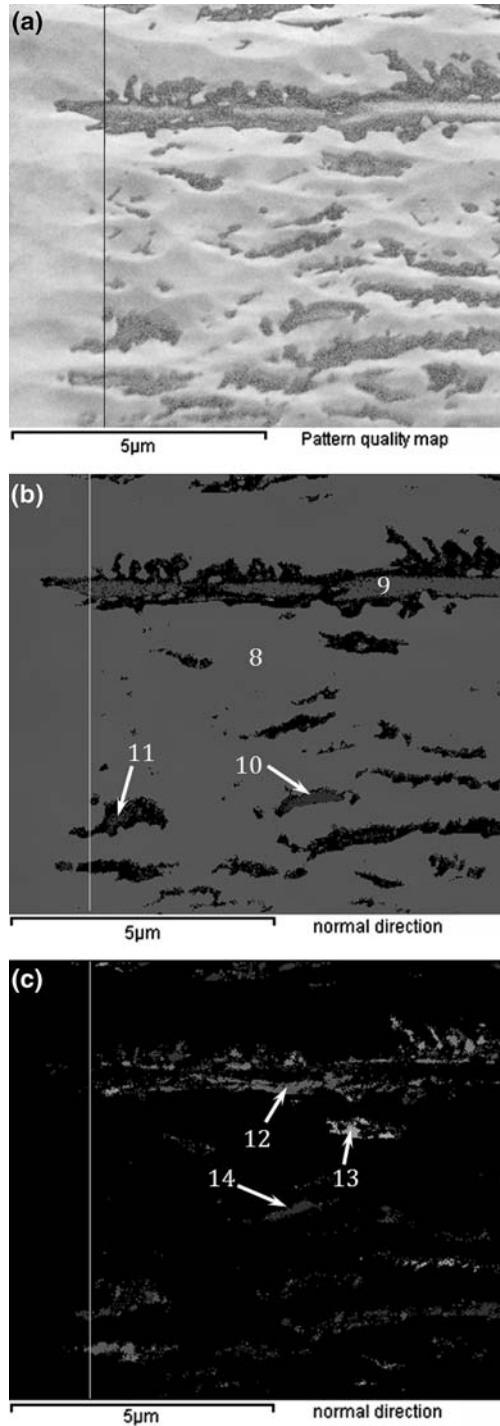 (a)
5μm Pattern quality map
(b)
9
8
11
10
5μm normal direction
(c)
12
13
14
5μm normal direction